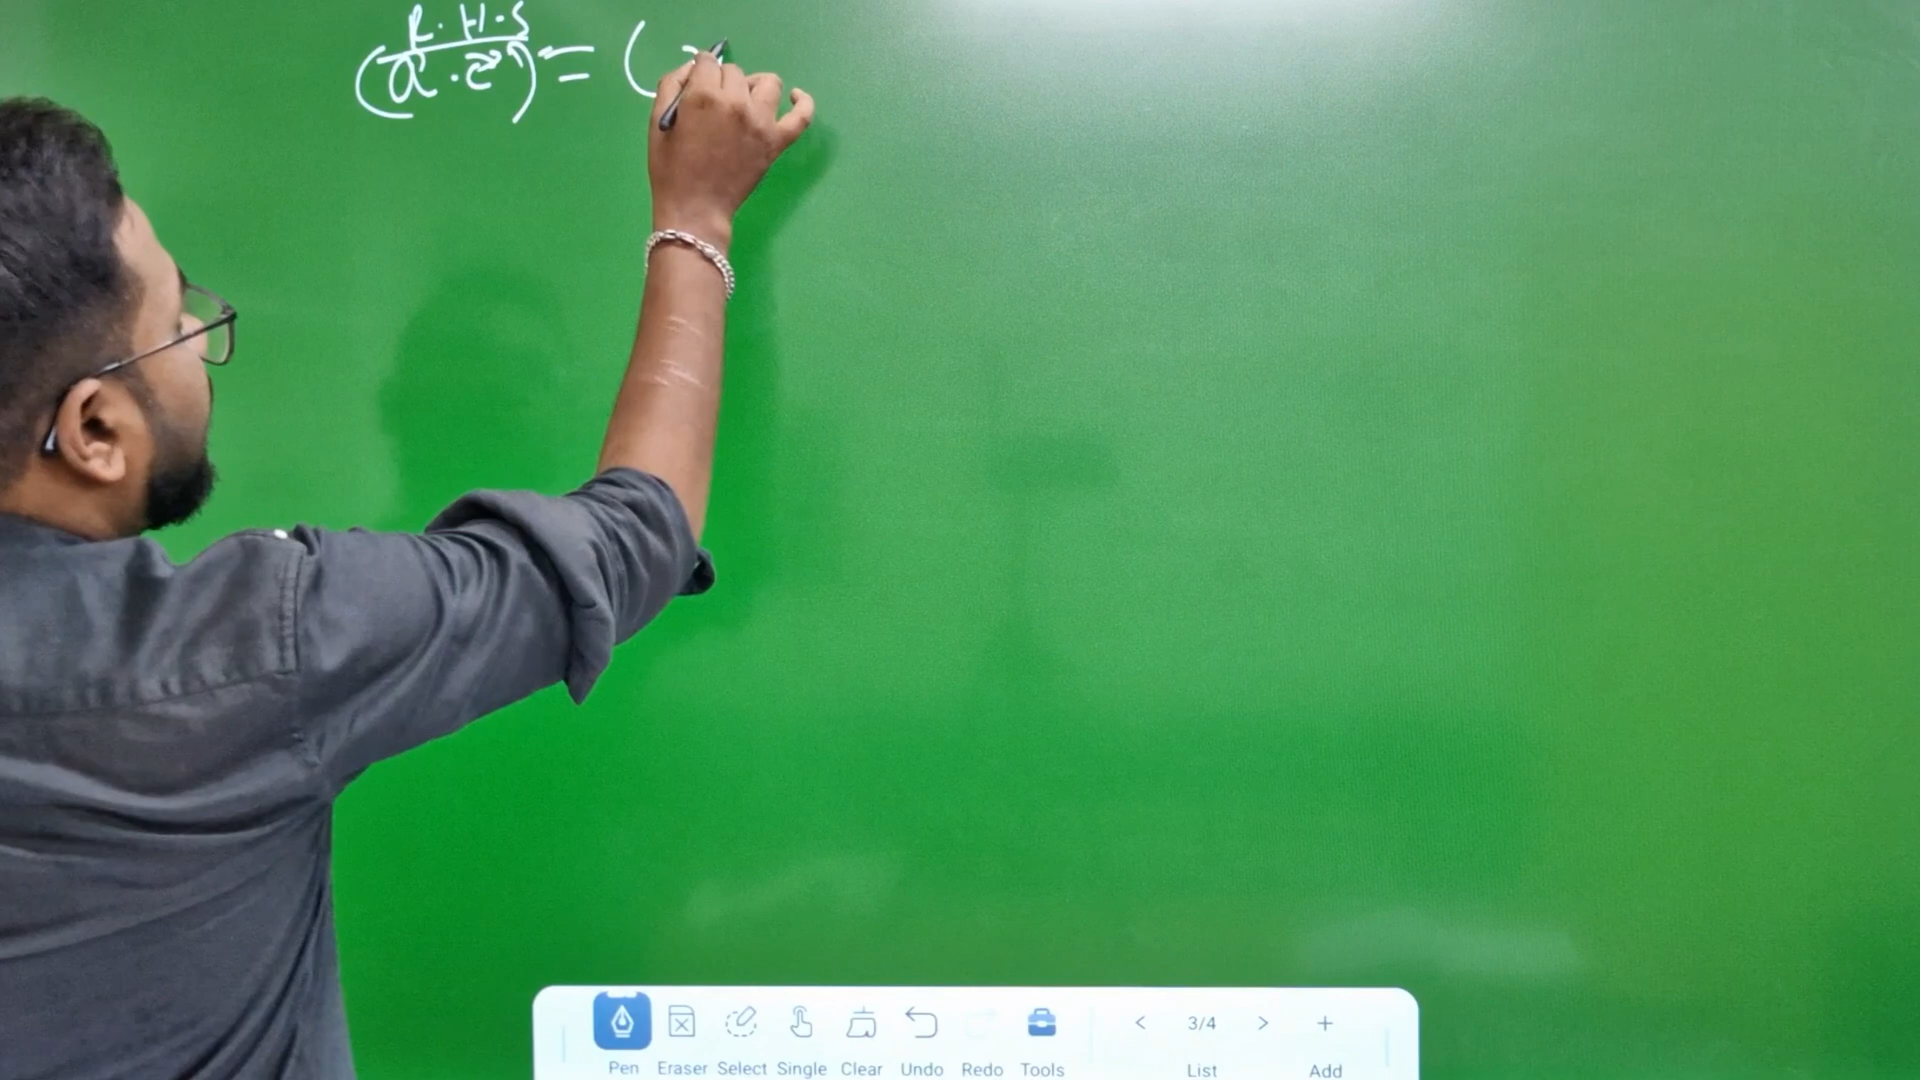 R.H.S
(a⃗ . c⃗) = (
Pen Eraser Select Single Clear Undo Redo Tools < 3/4 > List + Add